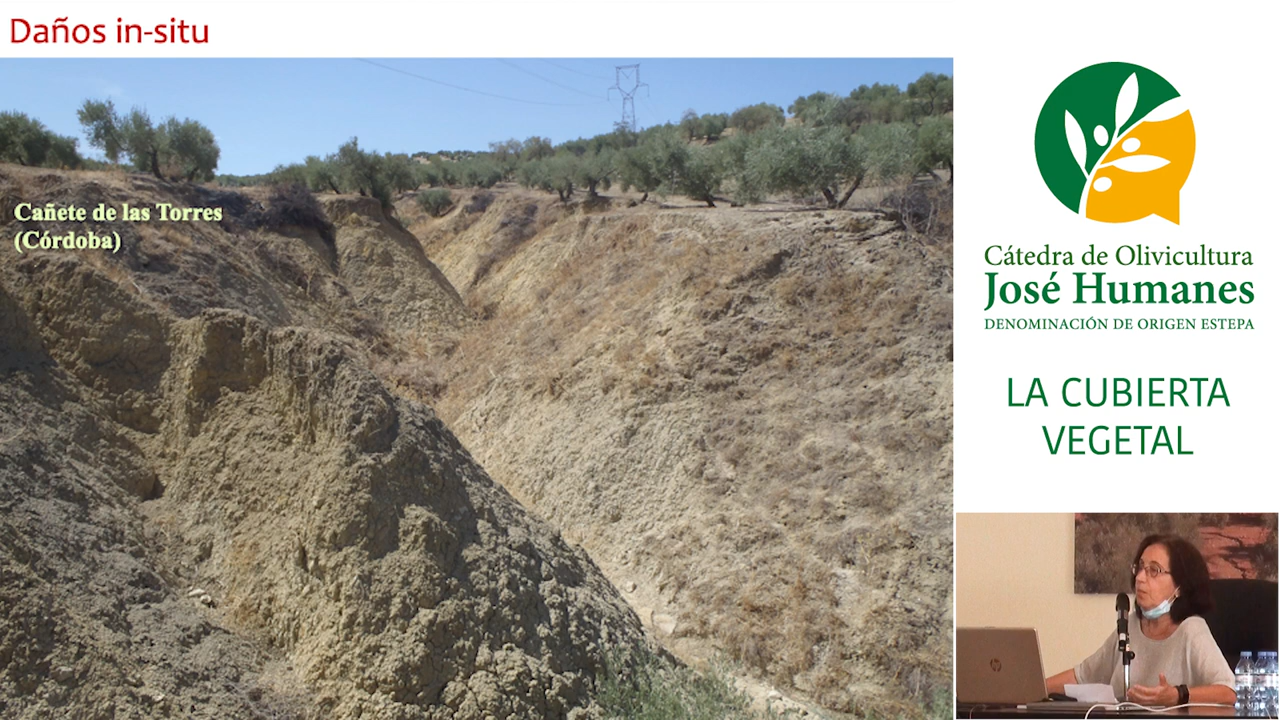 Daños in-situ
Cañete de las Torres
(Córdoba)
Cátedra de Olivicultura
José Humanes
DENOMINACIÓN DE ORIGEN ESTEPA
LA CUBIERTA
VEGETAL
hp